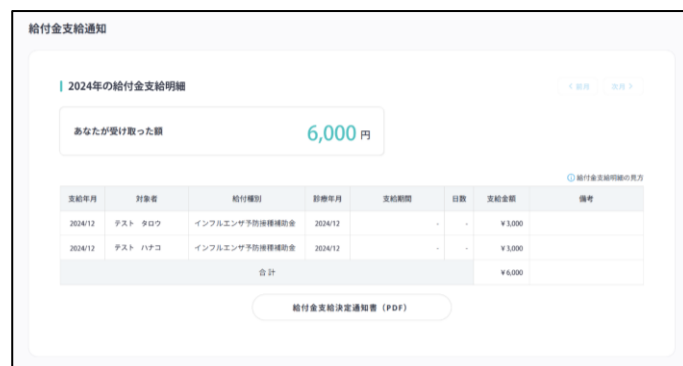 給付金支給通知
2024年の給付金支給明細
< 前月 次月 >
あなたが受け取った額 6,000 円
給付金支給明細の見方
支給年月 対象者 給付種別 診療年月 支給期間 日数 支給金額 備考
2024/12 テスト タロウ インフルエンザ予防接種補助金 2024/12 - - ¥3,000
2024/12 テスト ハナコ インフルエンザ予防接種補助金 2024/12 - - ¥3,000
合計 ¥6,000
給付金支給決定通知書（PDF）